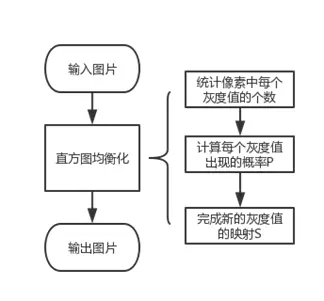 输入图片
直方图均衡化
输出图片
统计像素中每个
灰度值的个数
计算每个灰度值
出现的概率P
完成新的灰度值
的映射S